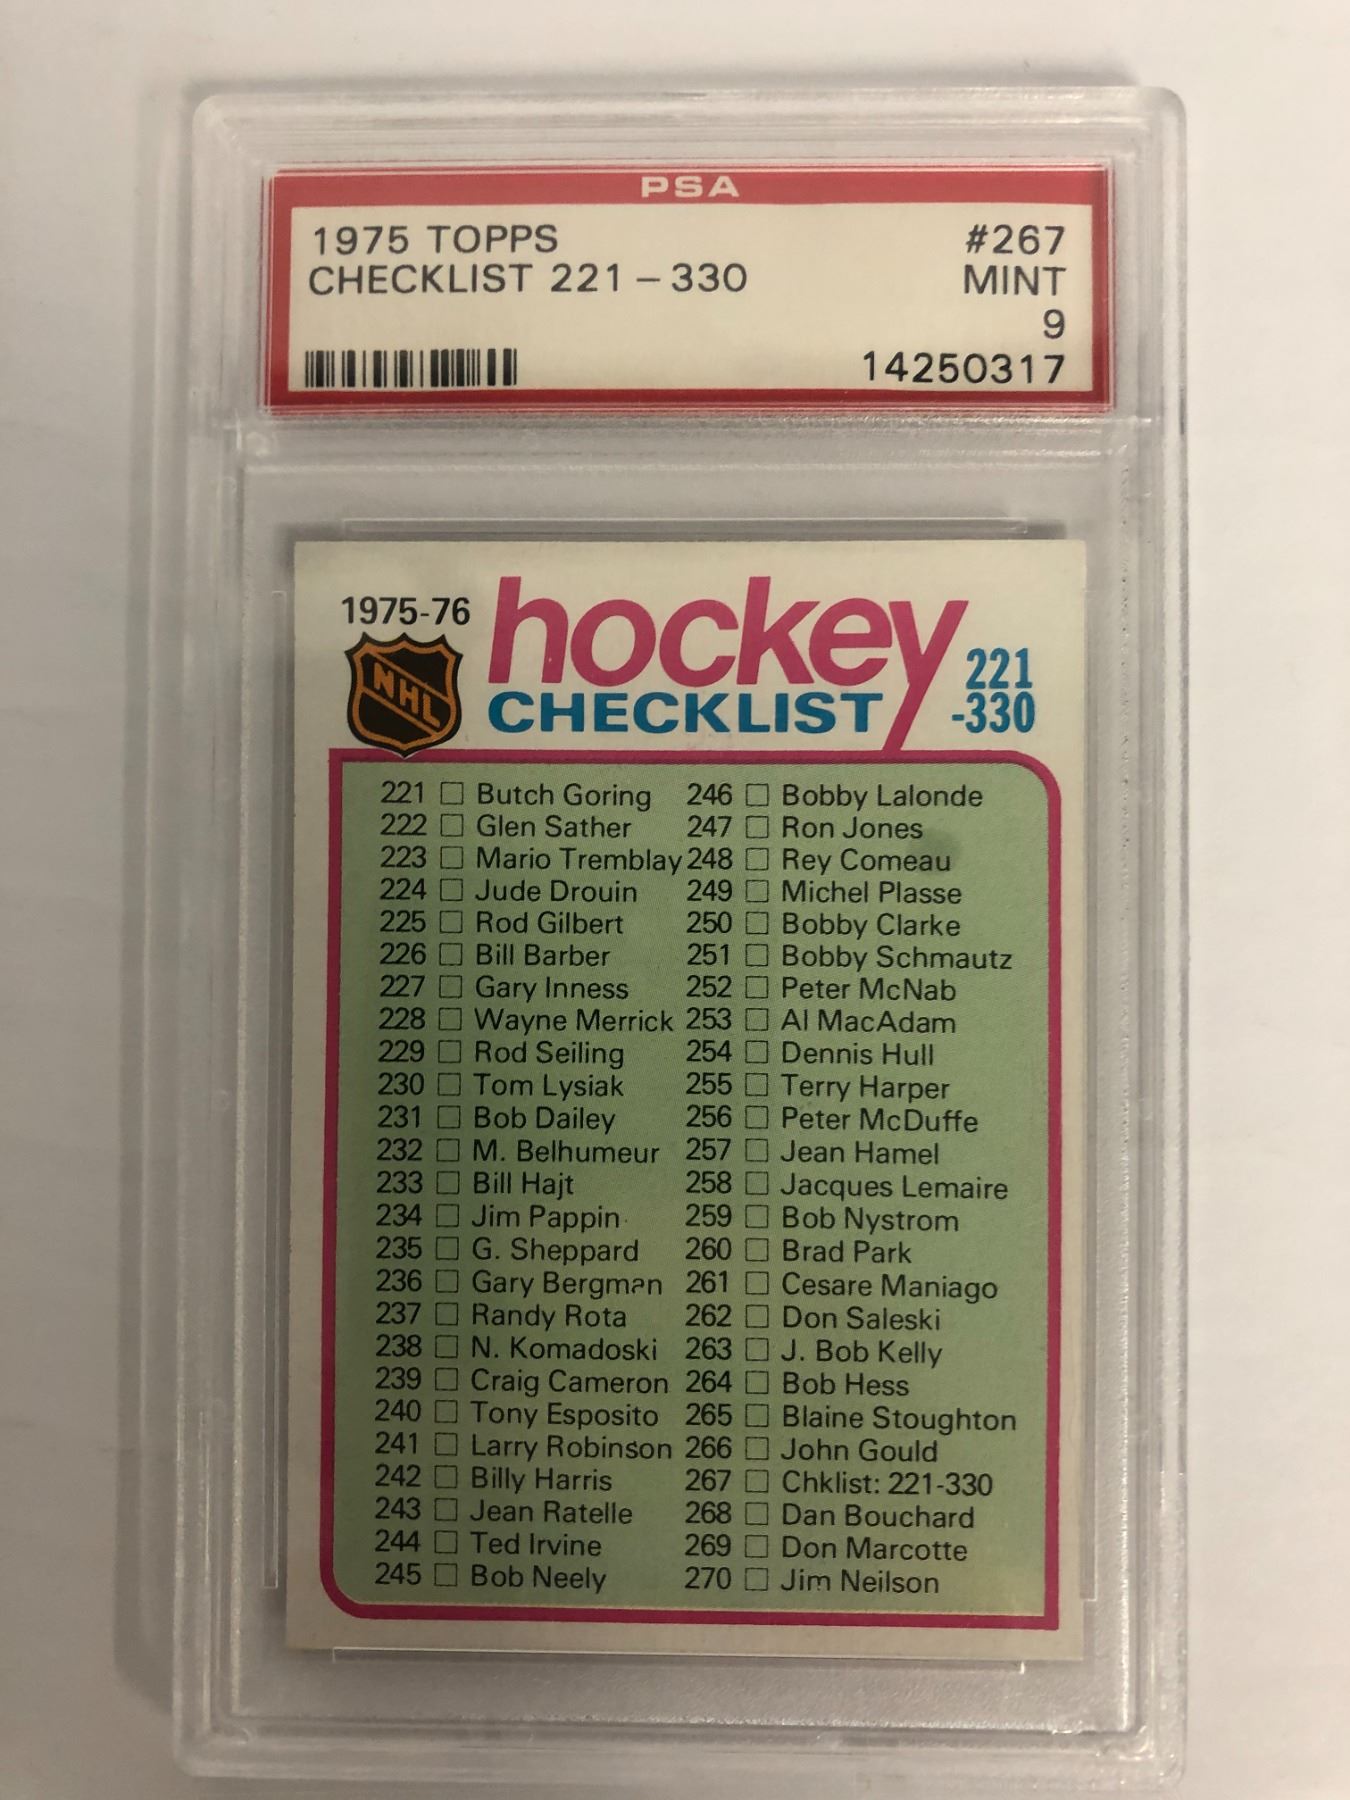 PSA
1975 TOPPS #267
CHECKLIST 221 - 330 MINT
9
14250317
1975-76 hockey 221
NHL CHECKLIST -330
221 Butch Goring 246 Bobby Lalonde
222 Glen Sather 247 Ron Jones
223 Mario Tremblay 248 Rey Comeau
224 Jude Drouin 249 Michel Plasse
225 Rod Gilbert 250 Bobby Clarke
226 Bill Barber 251 Bobby Schmautz
227 Gary Inness 252 Peter McNab
228 Wayne Merrick 253 Al MacAdam
229 Rod Seiling 254 Dennis Hull
230 Tom Lysiak 255 Terry Harper
231 Bob Dailey 256 Peter McDuffe
232 M. Belhumeur 257 Jean Hamel
233 Bill Hajt 258 Jacques Lemaire
234 Jim Pappin 259 Bob Nystrom
235 G. Sheppard 260 Brad Park
236 Gary Bergman 261 Cesare Maniago
237 Randy Rota 262 Don Saleski
238 N. Komadoski 263 J. Bob Kelly
239 Craig Cameron 264 Bob Hess
240 Tony Esposito 265 Blaine Stoughton
241 Larry Robinson 266 John Gould
242 Billy Harris 267 Chklist: 221-330
243 Jean Ratelle 268 Dan Bouchard
244 Ted Irvine 269 Don Marcotte
245 Bob Neely 270 Jim Neilson